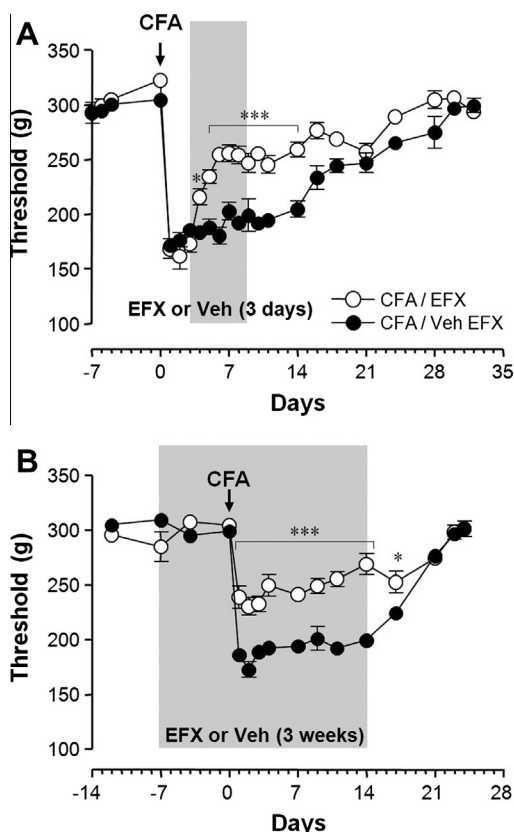 A
CFA
350
300
250
200
150
100
Threshold (g)
***
*
EFX or Veh (3 days)
CFA / EFX
CFA / Veh EFX
-7 0 7 14 21 28 35
Days
B
CFA
350
300
250
200
150
100
Threshold (g)
***
*
EFX or Veh (3 weeks)
-14 -7 0 7 14 21 28
Days